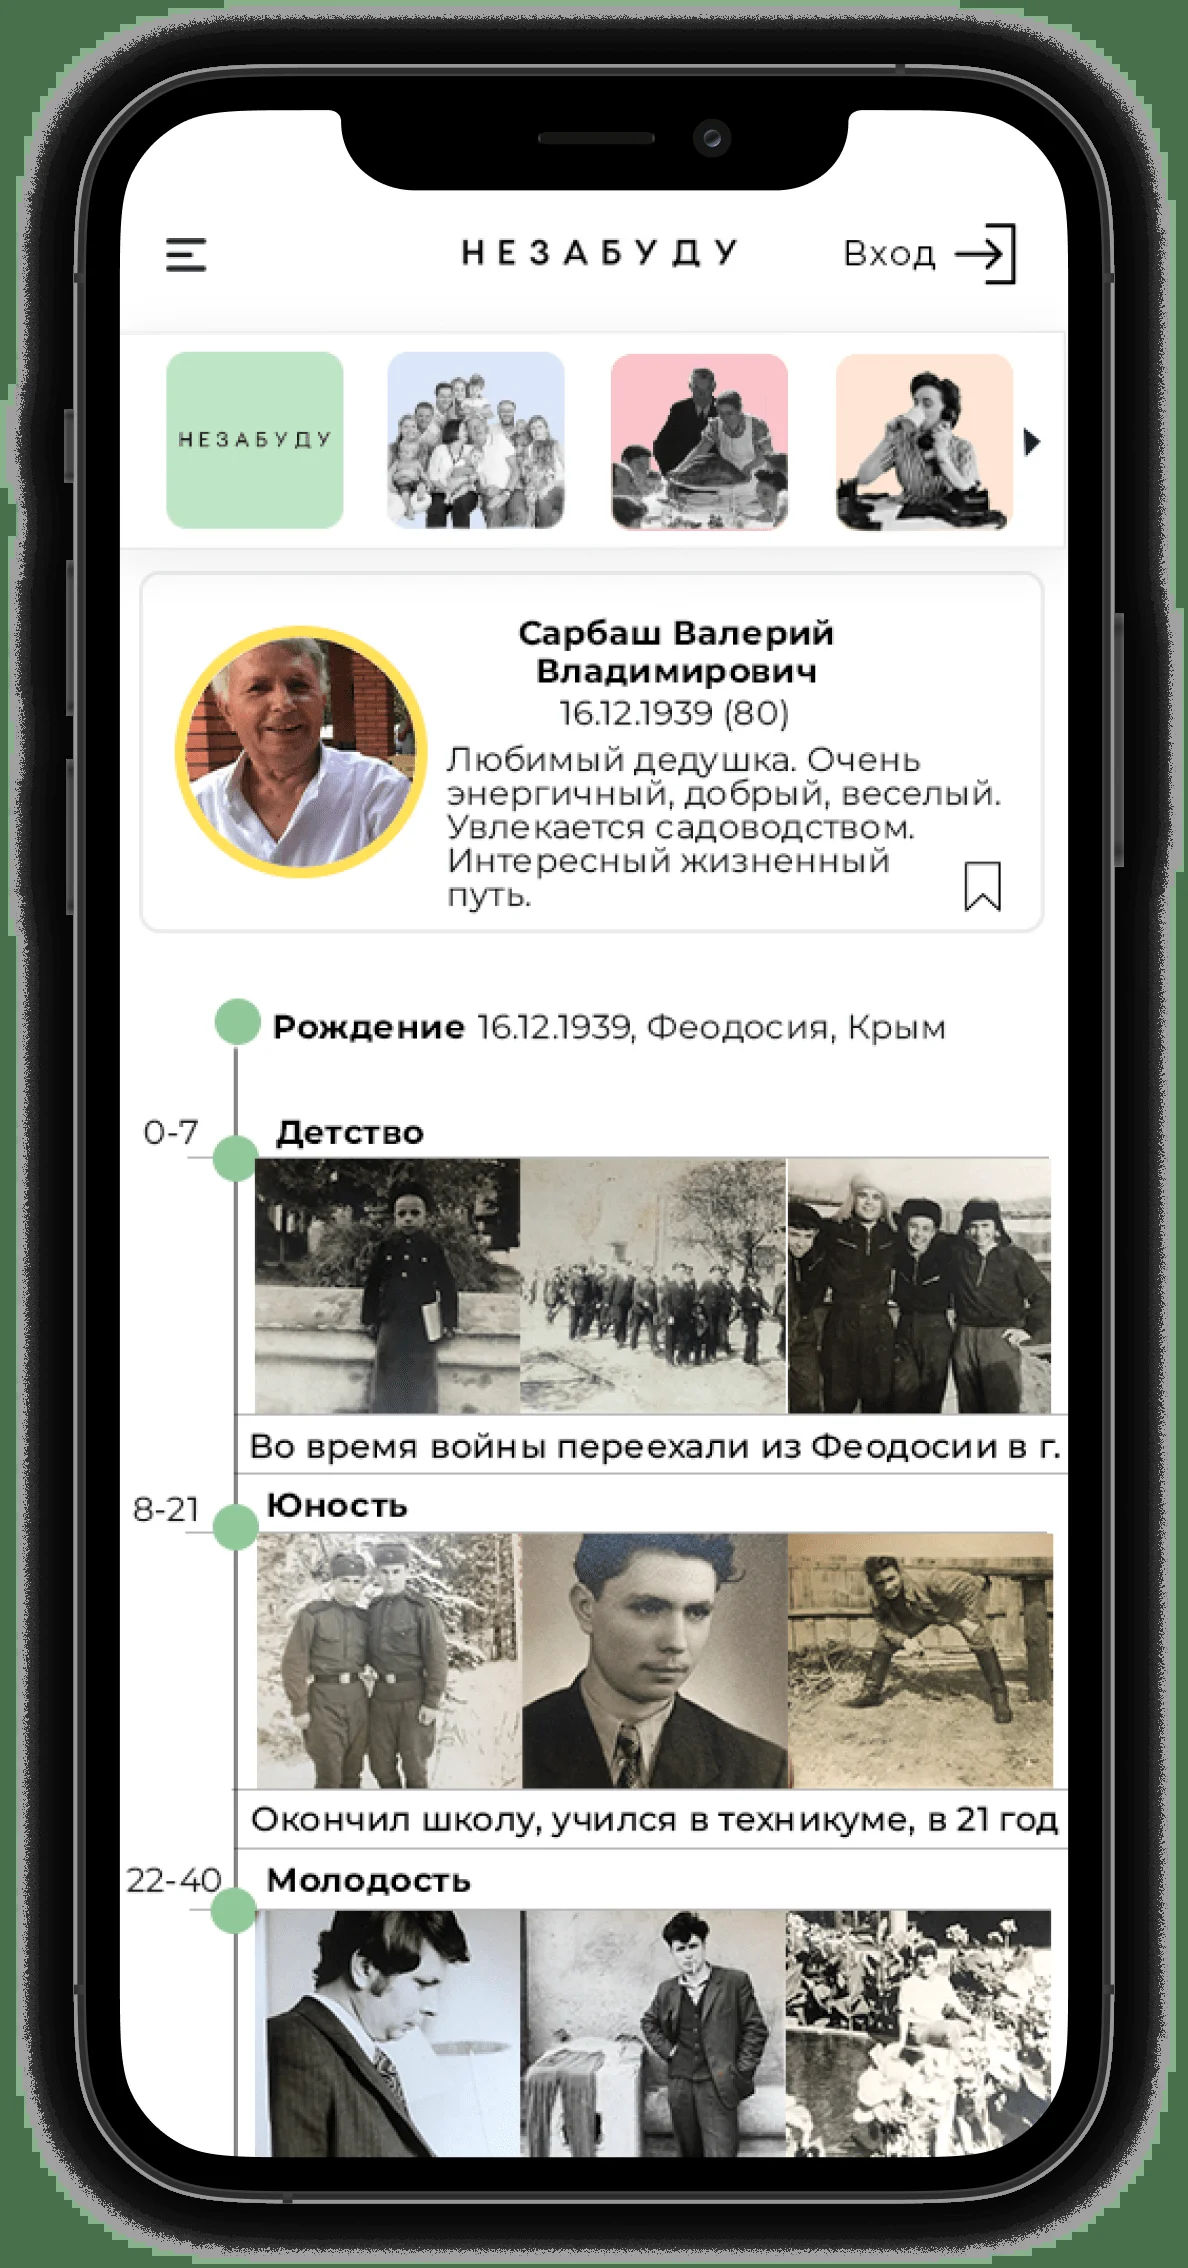 НЕЗАБУДУ
Вход
НЕЗАБУДУ
Сарбаш Валерий
Владимирович
16.12.1939 (80)
Любимый дедушка. Очень
энергичный, добрый, веселый.
Увлекается садоводством.
Интересный жизненный
путь.
Рождение 16.12.1939, Феодосия, Крым
0-7 Детство
Во время войны переехали из Феодосии в г.
8-21 Юность
Окончил школу, учился в техникуме, в 21 год
22-40 Молодость